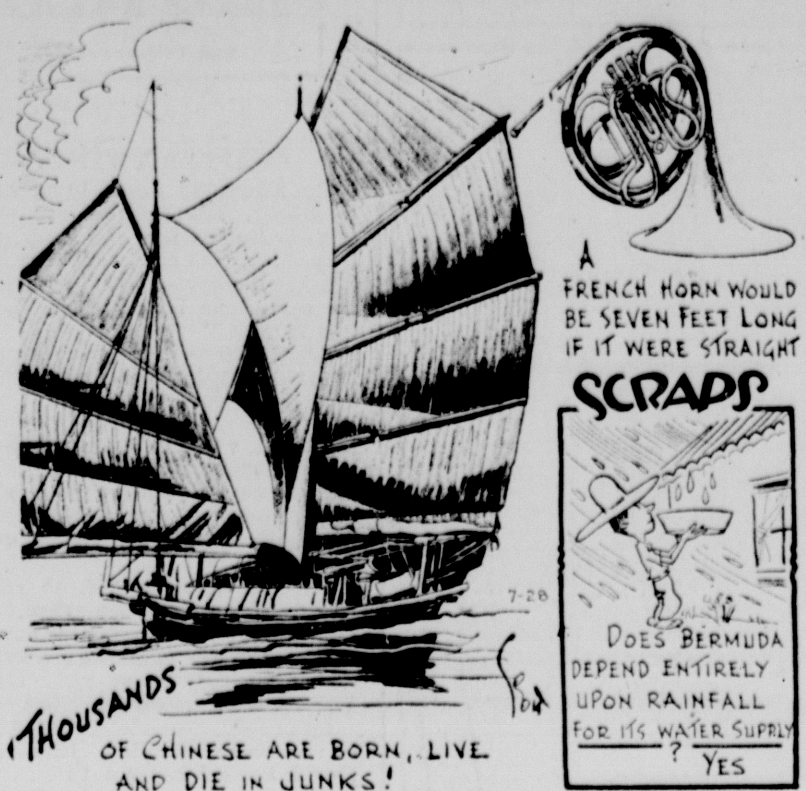 A
FRENCH HORN WOULD
BE SEVEN FEET LONG
IF IT WERE STRAIGHT
SCRAPS
DOES BERMUDA
DEPEND ENTIRELY
UPON RAINFALL
FOR ITS WATER SUPPLY
?
YES
7-28
THOUSANDS
OF CHINESE ARE BORN, LIVE
AND DIE IN JUNKS!